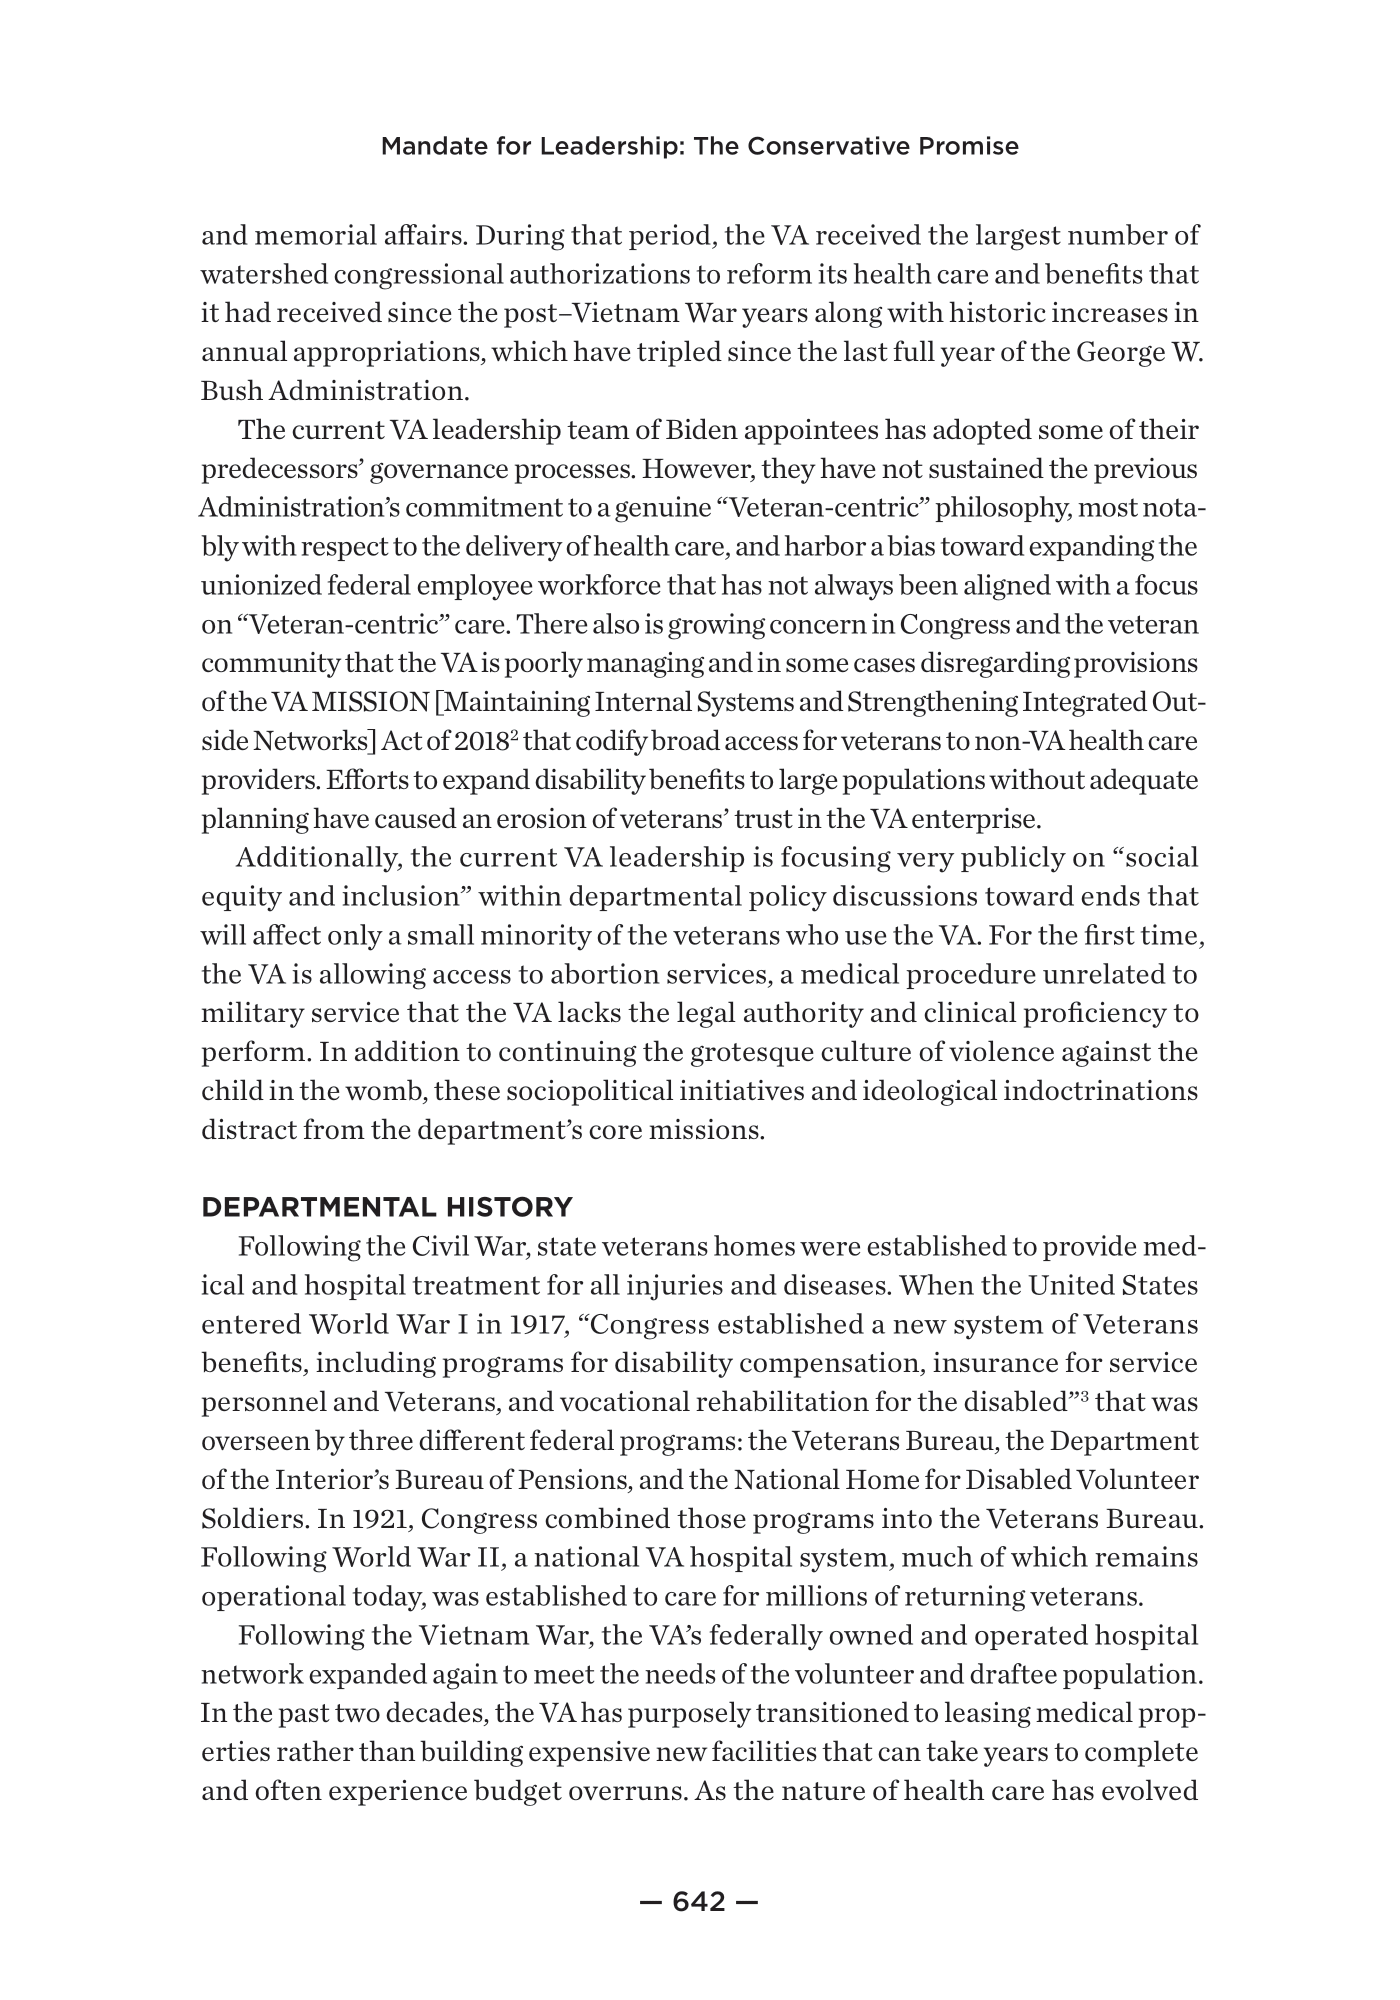 Mandate for Leadership: The Conservative Promise
and memorial affairs. During that period, the VA received the largest number of
watershed congressional authorizations to reform its health care and benefits that
it had received since the post–Vietnam War years along with historic increases in
annual appropriations, which have tripled since the last full year of the George W.
Bush Administration.
The current VA leadership team of Biden appointees has adopted some of their
predecessors’ governance processes. However, they have not sustained the previous
Administration’s commitment to a genuine “Veteran-centric” philosophy, most nota-
bly with respect to the delivery of health care, and harbor a bias toward expanding the
unionized federal employee workforce that has not always been aligned with a focus
on “Veteran-centric” care. There also is growing concern in Congress and the veteran
community that the VA is poorly managing and in some cases disregarding provisions
of the VA MISSION [Maintaining Internal Systems and Strengthening Integrated Out-
side Networks] Act of 2018² that codify broad access for veterans to non-VA health care
providers. Efforts to expand disability benefits to large populations without adequate
planning have caused an erosion of veterans’ trust in the VA enterprise.
Additionally, the current VA leadership is focusing very publicly on “social
equity and inclusion” within departmental policy discussions toward ends that
will affect only a small minority of the veterans who use the VA. For the first time,
the VA is allowing access to abortion services, a medical procedure unrelated to
military service that the VA lacks the legal authority and clinical proficiency to
perform. In addition to continuing the grotesque culture of violence against the
child in the womb, these sociopolitical initiatives and ideological indoctrinations
distract from the department’s core missions.
DEPARTMENTAL HISTORY
Following the Civil War, state veterans homes were established to provide med-
ical and hospital treatment for all injuries and diseases. When the United States
entered World War I in 1917, “Congress established a new system of Veterans
benefits, including programs for disability compensation, insurance for service
personnel and Veterans, and vocational rehabilitation for the disabled”³ that was
overseen by three different federal programs: the Veterans Bureau, the Department
of the Interior’s Bureau of Pensions, and the National Home for Disabled Volunteer
Soldiers. In 1921, Congress combined those programs into the Veterans Bureau.
Following World War II, a national VA hospital system, much of which remains
operational today, was established to care for millions of returning veterans.
Following the Vietnam War, the VA’s federally owned and operated hospital
network expanded again to meet the needs of the volunteer and draftee population.
In the past two decades, the VA has purposely transitioned to leasing medical prop-
erties rather than building expensive new facilities that can take years to complete
and often experience budget overruns. As the nature of health care has evolved
— 642 —